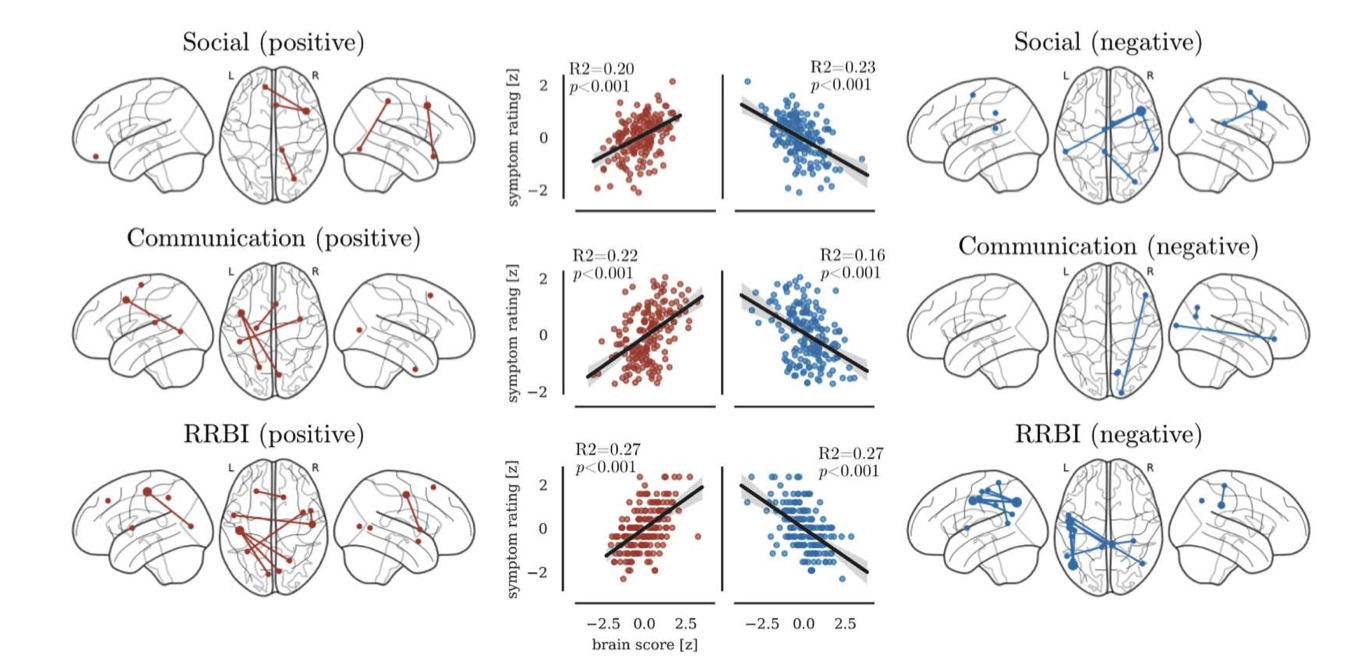 Social (positive)
L R
R2=0.20
p<0.001
R2=0.23
p<0.001
symptom rating [z]
2
0
−2
Social (negative)
L R
Communication (positive)
L R
R2=0.22
p<0.001
R2=0.16
p<0.001
symptom rating [z]
2
0
−2
Communication (negative)
L R
RRBI (positive)
L R
R2=0.27
p<0.001
R2=0.27
p<0.001
symptom rating [z]
2
0
−2
RRBI (negative)
L R
−2.5 0.0 2.5
−2.5 0.0 2.5
brain score [z]